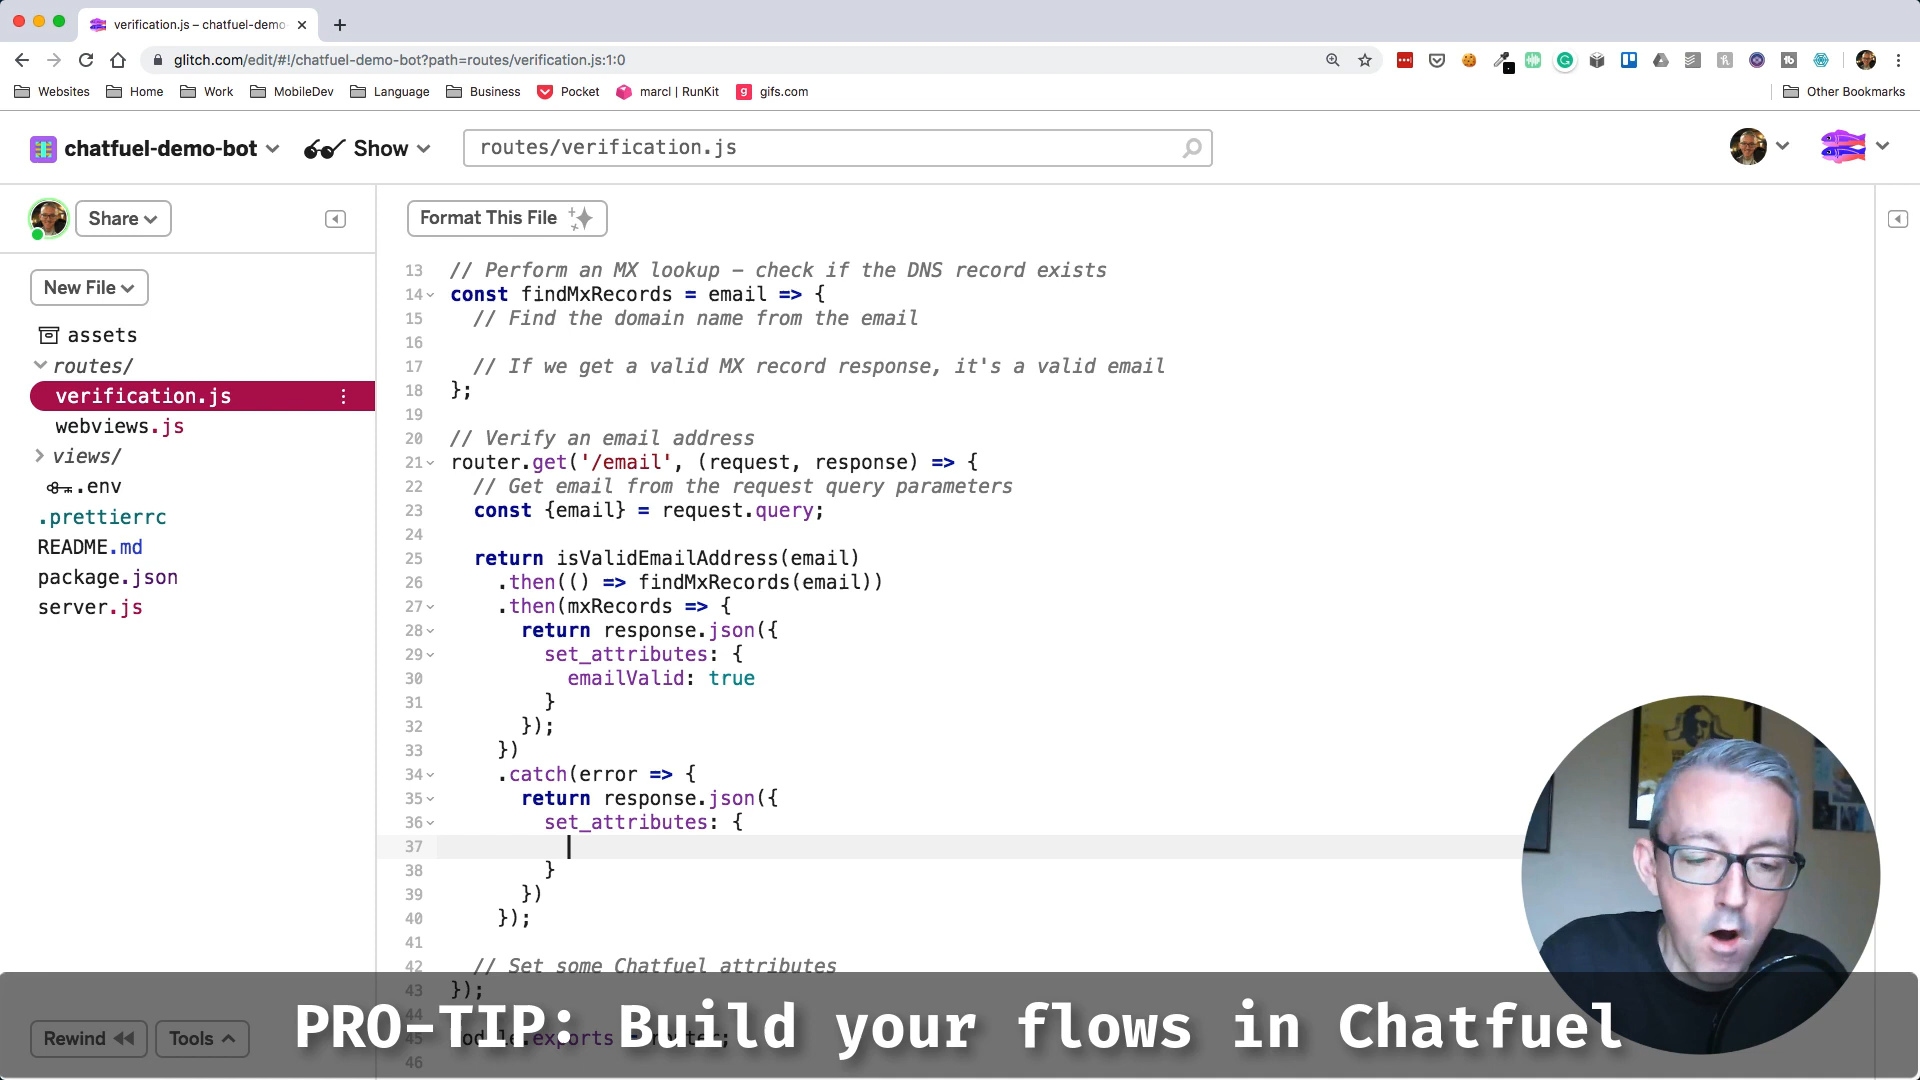 verification.js – chatfuel-demo
glitch.com/edit/#!/chatfuel-demo-bot?path=routes/verification.js:1:0
Websites Home Work MobileDev Language Business Pocket marcl | RunKit gifs.com Other Bookmarks
chatfuel-demo-bot Show routes/verification.js
Share
Format This File
New File
assets
routes/
verification.js
webviews.js
views/
.env
.prettierrc
README.md
package.json
server.js
13 // Perform an MX lookup – check if the DNS record exists
14 const findMxRecords = email => {
15 // Find the domain name from the email
16
17 // If we get a valid MX record response, it's a valid email
18 };
19
20 // Verify an email address
21 router.get('/email', (request, response) => {
22 // Get email from the request query parameters
23 const {email} = request.query;
24
25 return isValidEmailAddress(email)
26 .then(() => findMxRecords(email))
27 .then(mxRecords => {
28 return response.json({
29 set_attributes: {
30 emailValid: true
31 }
32 });
33 })
34 .catch(error => {
35 return response.json({
36 set_attributes: {
37
38 }
39 })
40 });
41
42 // Set some Chatfuel attributes
43 });
44
45 exports
46
Rewind Tools
PRO-TIP: Build your flows in Chatfuel